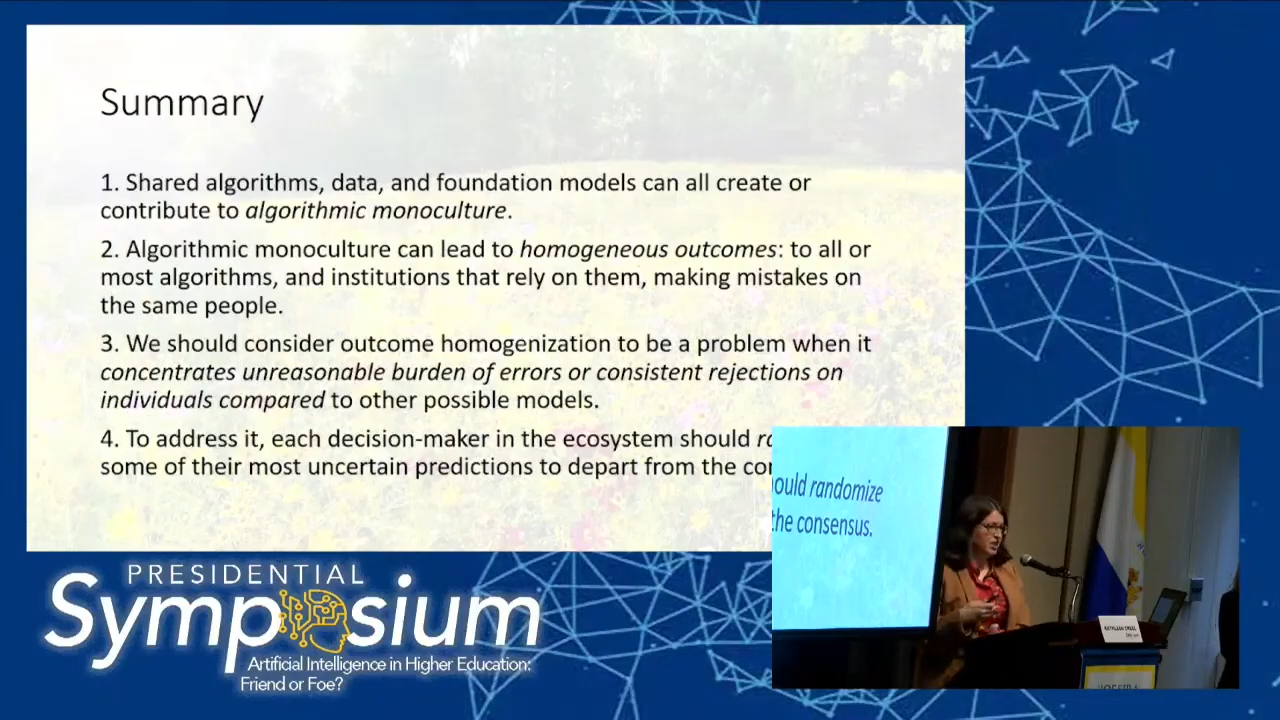 Summary
1. Shared algorithms, data, and foundation models can all create or
contribute to algorithmic monoculture.
2. Algorithmic monoculture can lead to homogeneous outcomes: to all or
most algorithms, and institutions that rely on them, making mistakes on
the same people.
3. We should consider outcome homogenization to be a problem when it
concentrates unreasonable burden of errors or consistent rejections on
individuals compared to other possible models.
4. To address it, each decision-maker in the ecosystem should ra
some of their most uncertain predictions to depart from the con
ould randomize
the consensus.
PRESIDENTIAL
Symposium
Artificial Intelligence in Higher Education:
Friend or Foe?